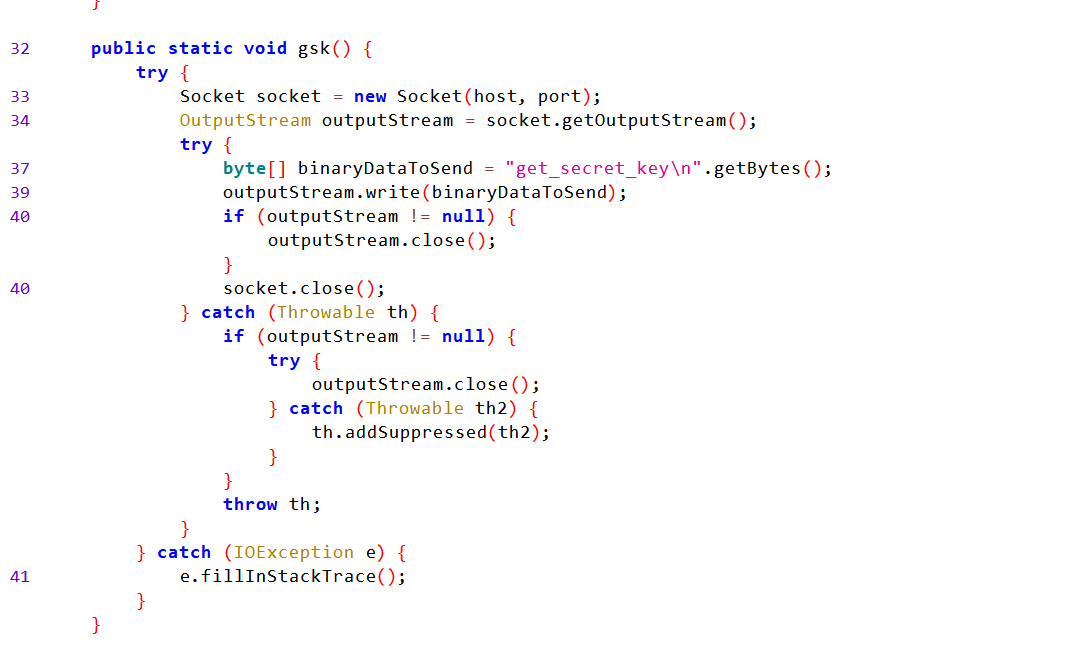 }
32 public static void gsk() {
try {
33 Socket socket = new Socket(host, port);
34 OutputStream outputStream = socket.getOutputStream();
try {
37 byte[] binaryDataToSend = "get_secret_key\n".getBytes();
39 outputStream.write(binaryDataToSend);
40 if (outputStream != null) {
outputStream.close();
}
40 socket.close();
} catch (Throwable th) {
if (outputStream != null) {
try {
outputStream.close();
} catch (Throwable th2) {
th.addSuppressed(th2);
}
}
throw th;
}
} catch (IOException e) {
41 e.fillInStackTrace();
}
}